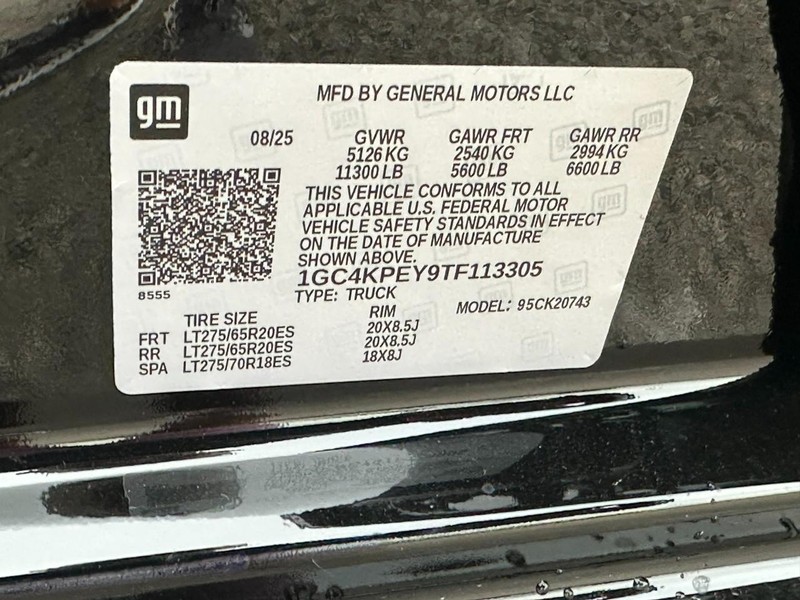 gm
MFD BY GENERAL MOTORS LLC
08/25 GVWR GAWR FRT GAWR RR
5126 KG 2540 KG 2994 KG
11300 LB 5600 LB 6600 LB
THIS VEHICLE CONFORMS TO ALL
APPLICABLE U.S. FEDERAL MOTOR
VEHICLE SAFETY STANDARDS IN EFFECT
ON THE DATE OF MANUFACTURE
SHOWN ABOVE.
8555
1GC4KPEY9TF113305
TYPE: TRUCK MODEL: 95CK20743
TIRE SIZE RIM
FRT LT275/65R20ES 20X8.5J
RR LT275/65R20ES 20X8.5J
SPA LT275/70R18ES 18X8J